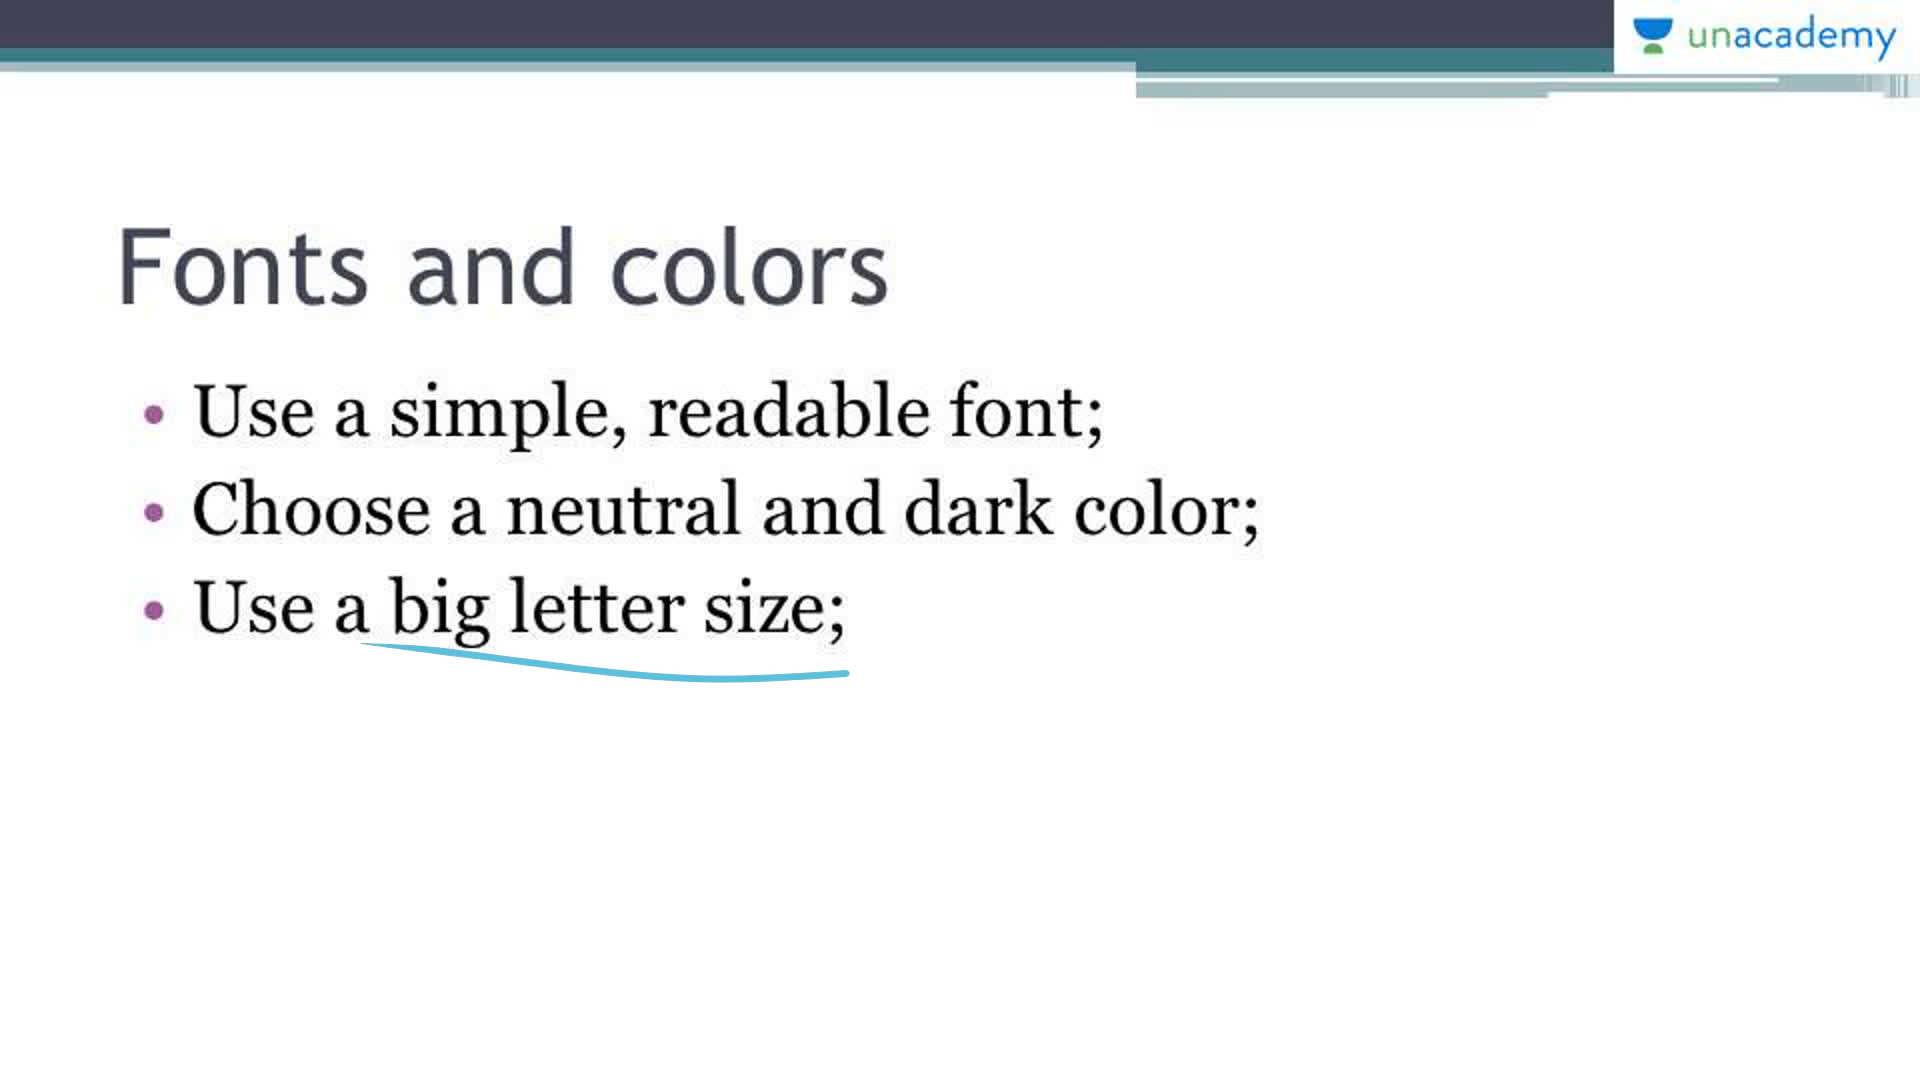 unacademy
Fonts and colors
• Use a simple, readable font;
• Choose a neutral and dark color;
• Use a big letter size;